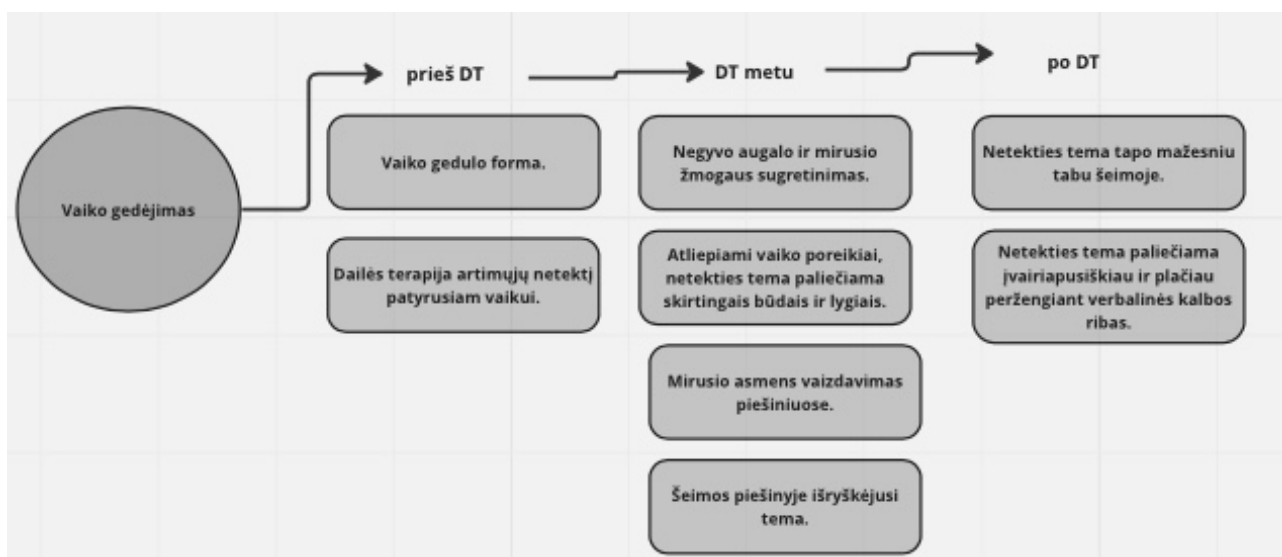 prieš DT
DT metu
po DT
Vaiko gedėjimas
Vaiko gedulo forma.
Dailės terapija artimųjų netektį
patyrusiam vaikui.
Negyvo augalo ir mirusio
žmogaus sugretinimas.
Atliepiami vaiko poreikiai,
netekties tema paliečiama
skirtingais būdais ir lygiais.
Mirusio asmens vaizdavimas
piešiniuose.
Šeimos piešinyje išryškėjusi
tema.
Netekties tema tapo mažesniu
tabu šeimoje.
Netekties tema paliečiama
įvairiapusiškiau ir plačiau
peržengiant verbalinės kalbos
ribas.